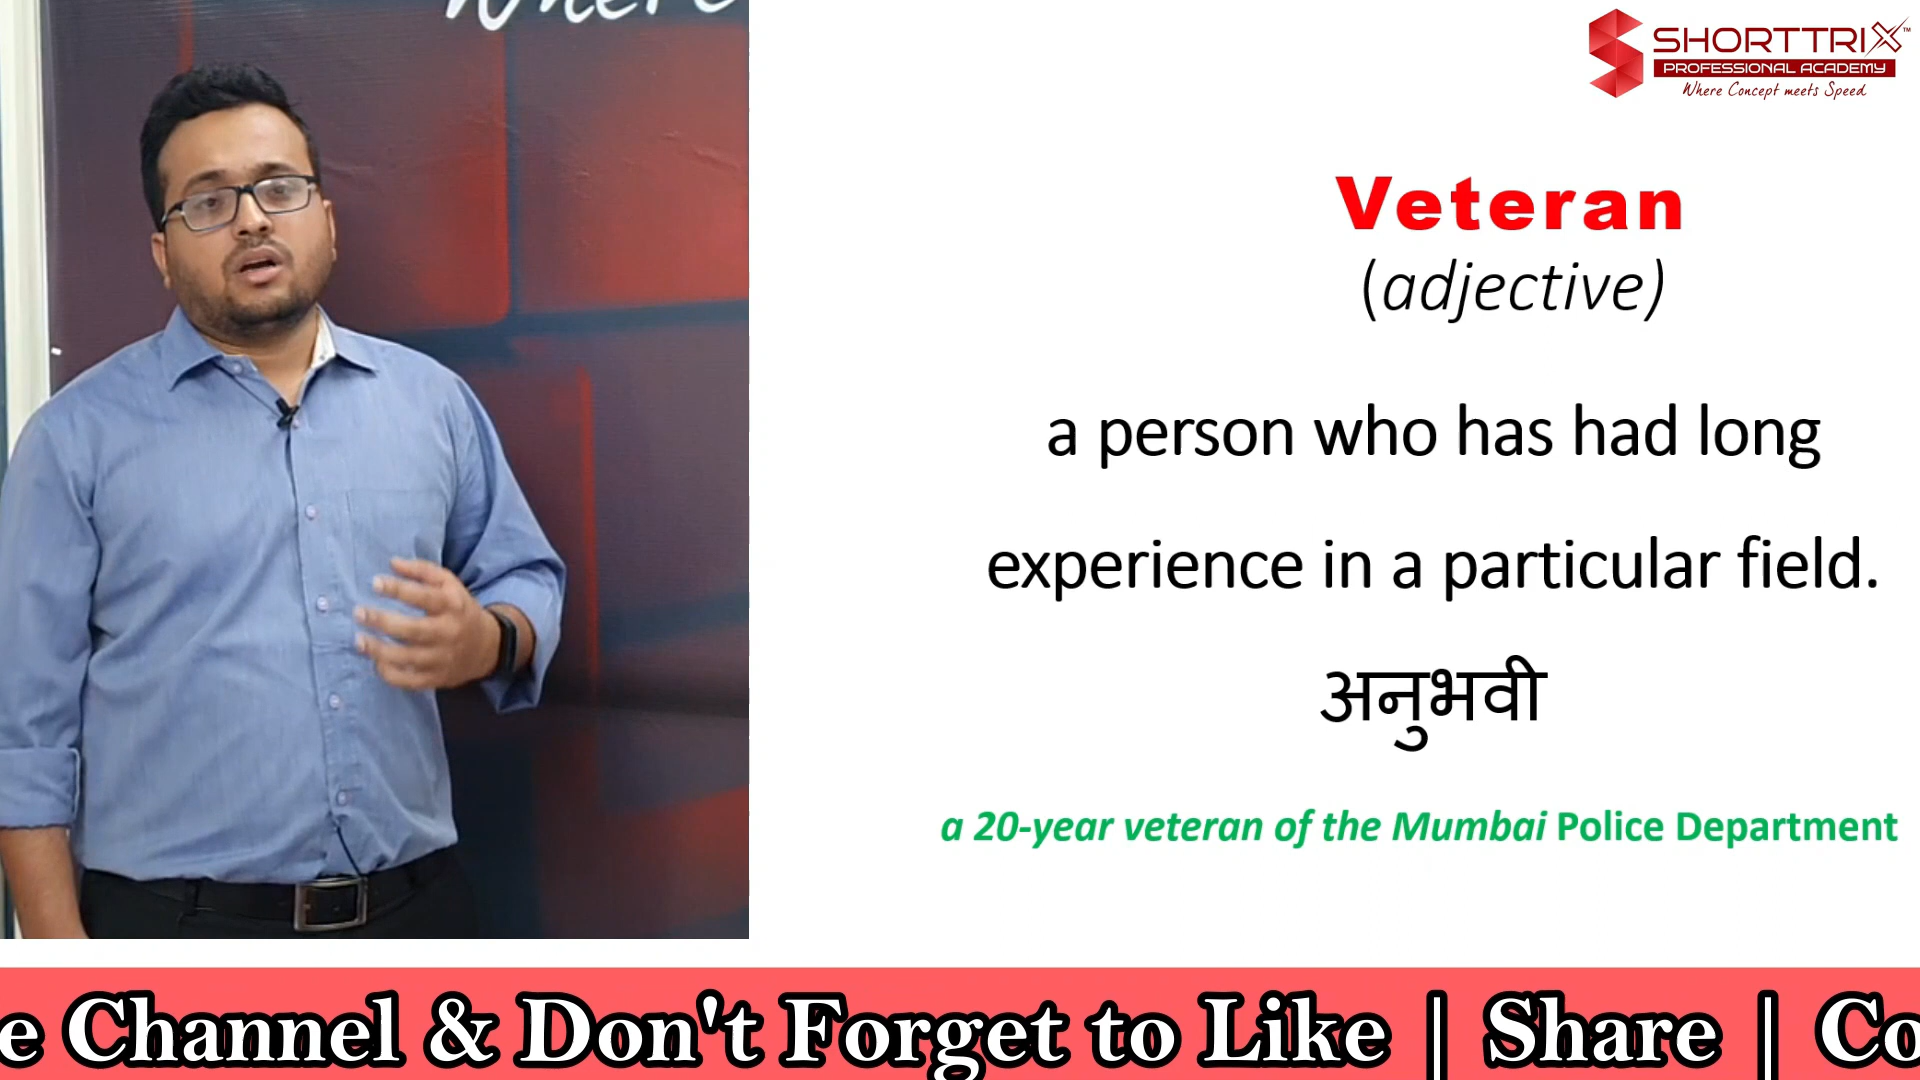 SHORTTRIX™
PROFESSIONAL ACADEMY
Where Concept meets Speed
Veteran
(adjective)
a person who has had long
experience in a particular field.
अनुभवी
a 20-year veteran of the Mumbai Police Department
e Channel & Don't Forget to Like | Share | Co